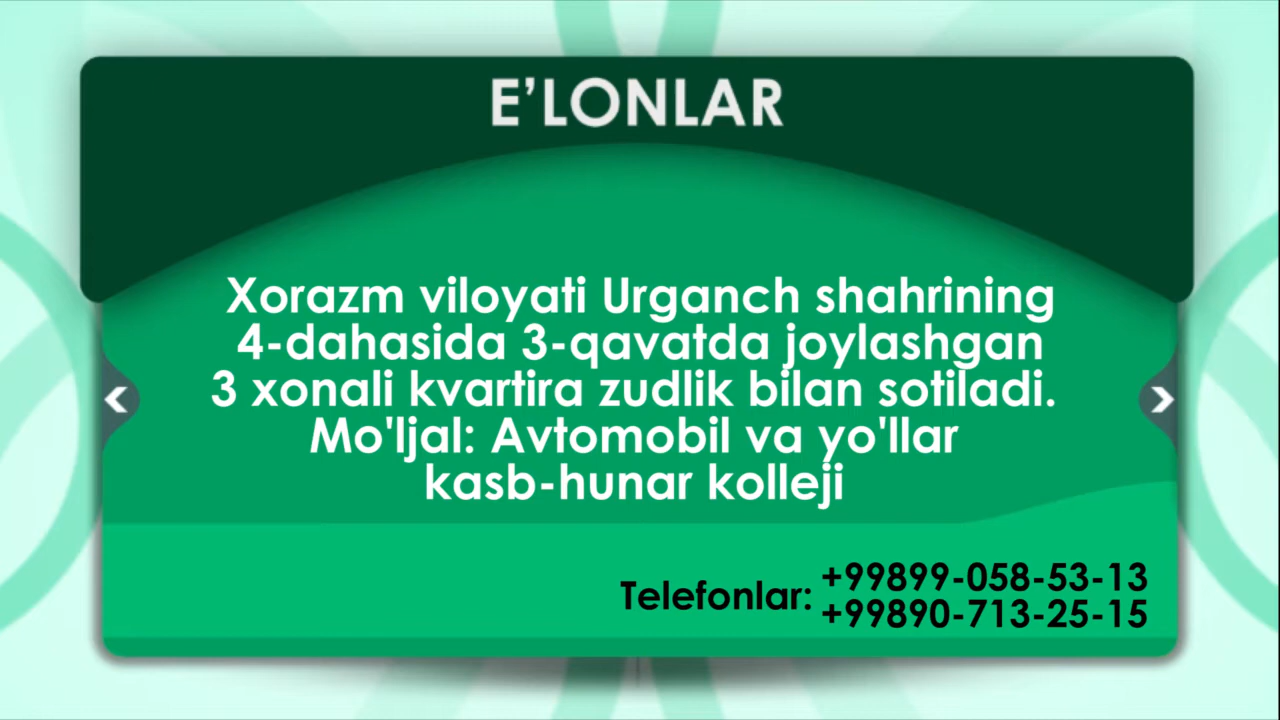 E’LONLAR
Xorazm viloyati Urganch shahrining
4-dahasida 3-qavatda joylashgan
3 xonali kvartira zudlik bilan sotiladi.
Mo'ljal: Avtomobil va yo'llar
kasb-hunar kolleji
Telefonlar: +99899-058-53-13
+99890-713-25-15